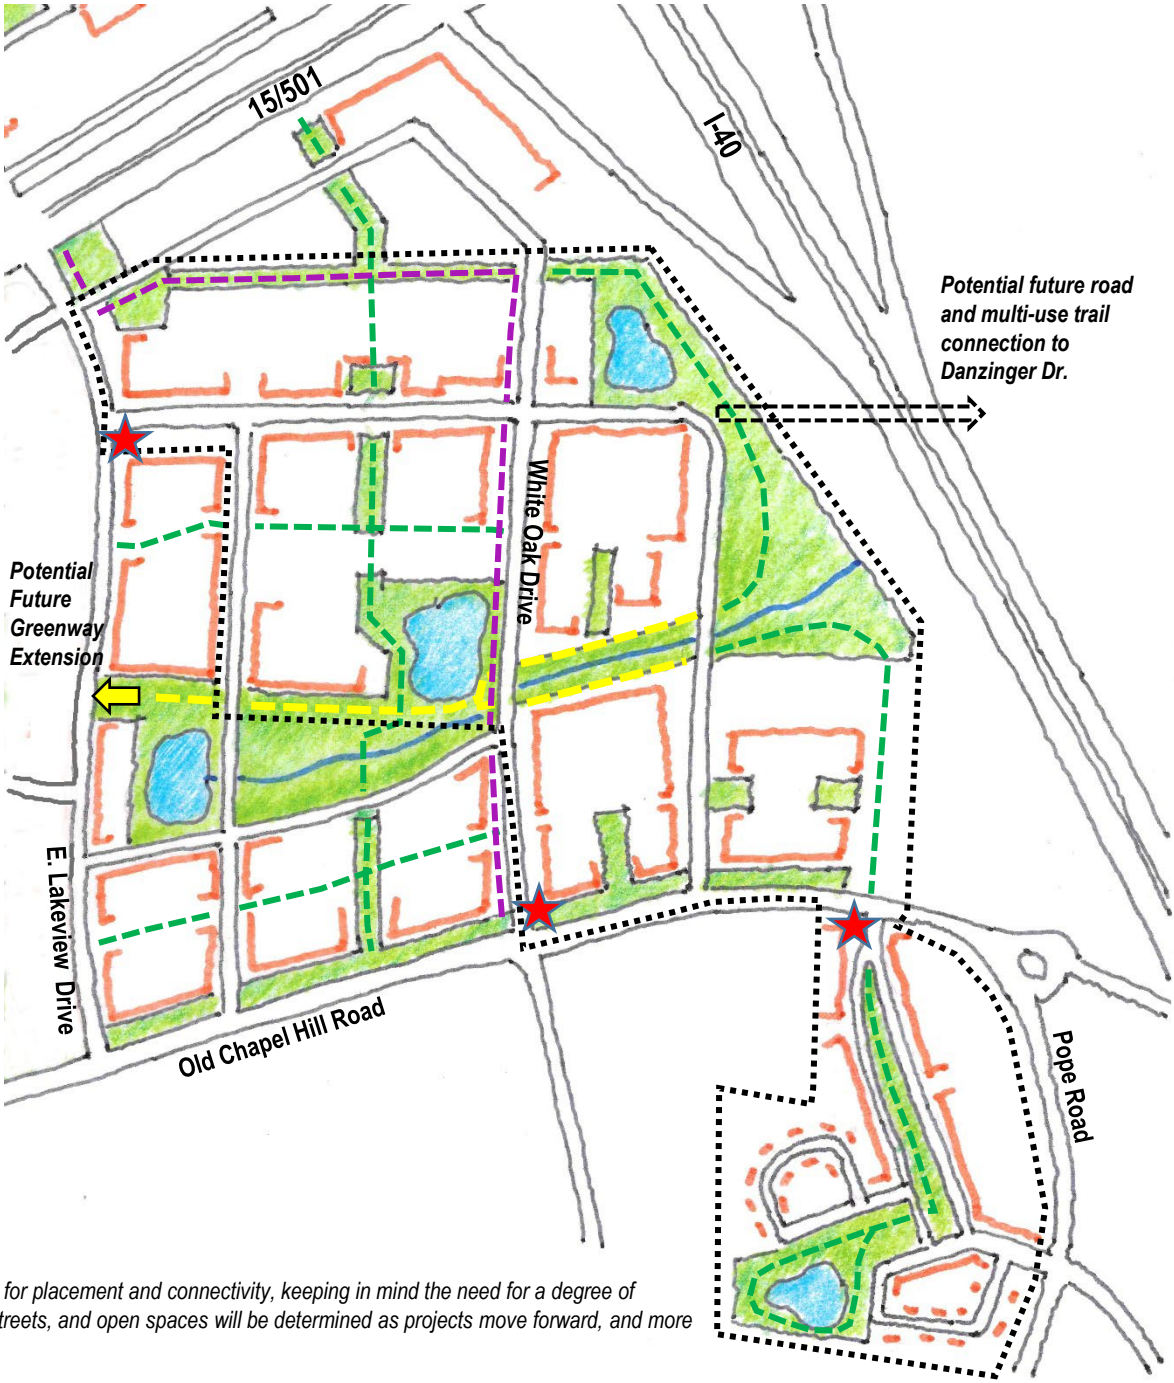 15/501
I-40
Potential future road
and multi-use trail
connection to
Danzinger Dr.
White Oak Drive
Potential
Future
Greenway
Extension
E. Lakeview Drive
Old Chapel Hill Road
Pope Road
for placement and connectivity, keeping in mind the need for a degree of
treets, and open spaces will be determined as projects move forward, and more